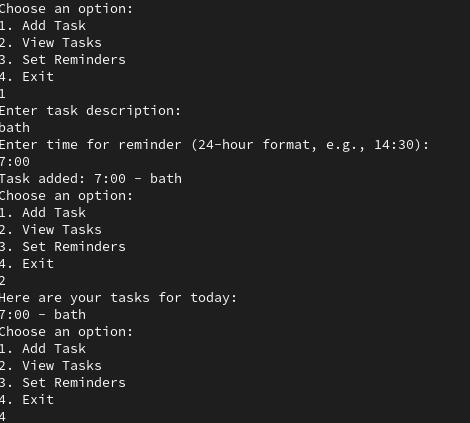 Choose an option:
1. Add Task
2. View Tasks
3. Set Reminders
4. Exit
1
Enter task description:
bath
Enter time for reminder (24-hour format, e.g., 14:30):
7:00
Task added: 7:00 - bath
Choose an option:
1. Add Task
2. View Tasks
3. Set Reminders
4. Exit
2
Here are your tasks for today:
7:00 - bath
Choose an option:
1. Add Task
2. View Tasks
3. Set Reminders
4. Exit
4